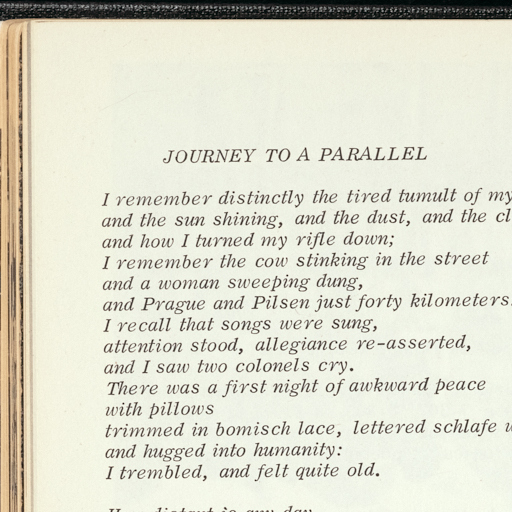 JOURNEY TO A PARALLEL
I remember distinctly the tired tumult of my
and the sun shining, and the dust, and the cl
and how I turned my rifle down;
I remember the cow stinking in the street
and a woman sweeping dung,
and Prague and Pilsen just forty kilometers.
I recall that songs were sung,
attention stood, allegiance re-asserted,
and I saw two colonels cry.
There was a first night of awkward peace
with pillows
trimmed in bomisch lace, lettered schlafe
and hugged into humanity:
I trembled, and felt quite old.
distant is any day